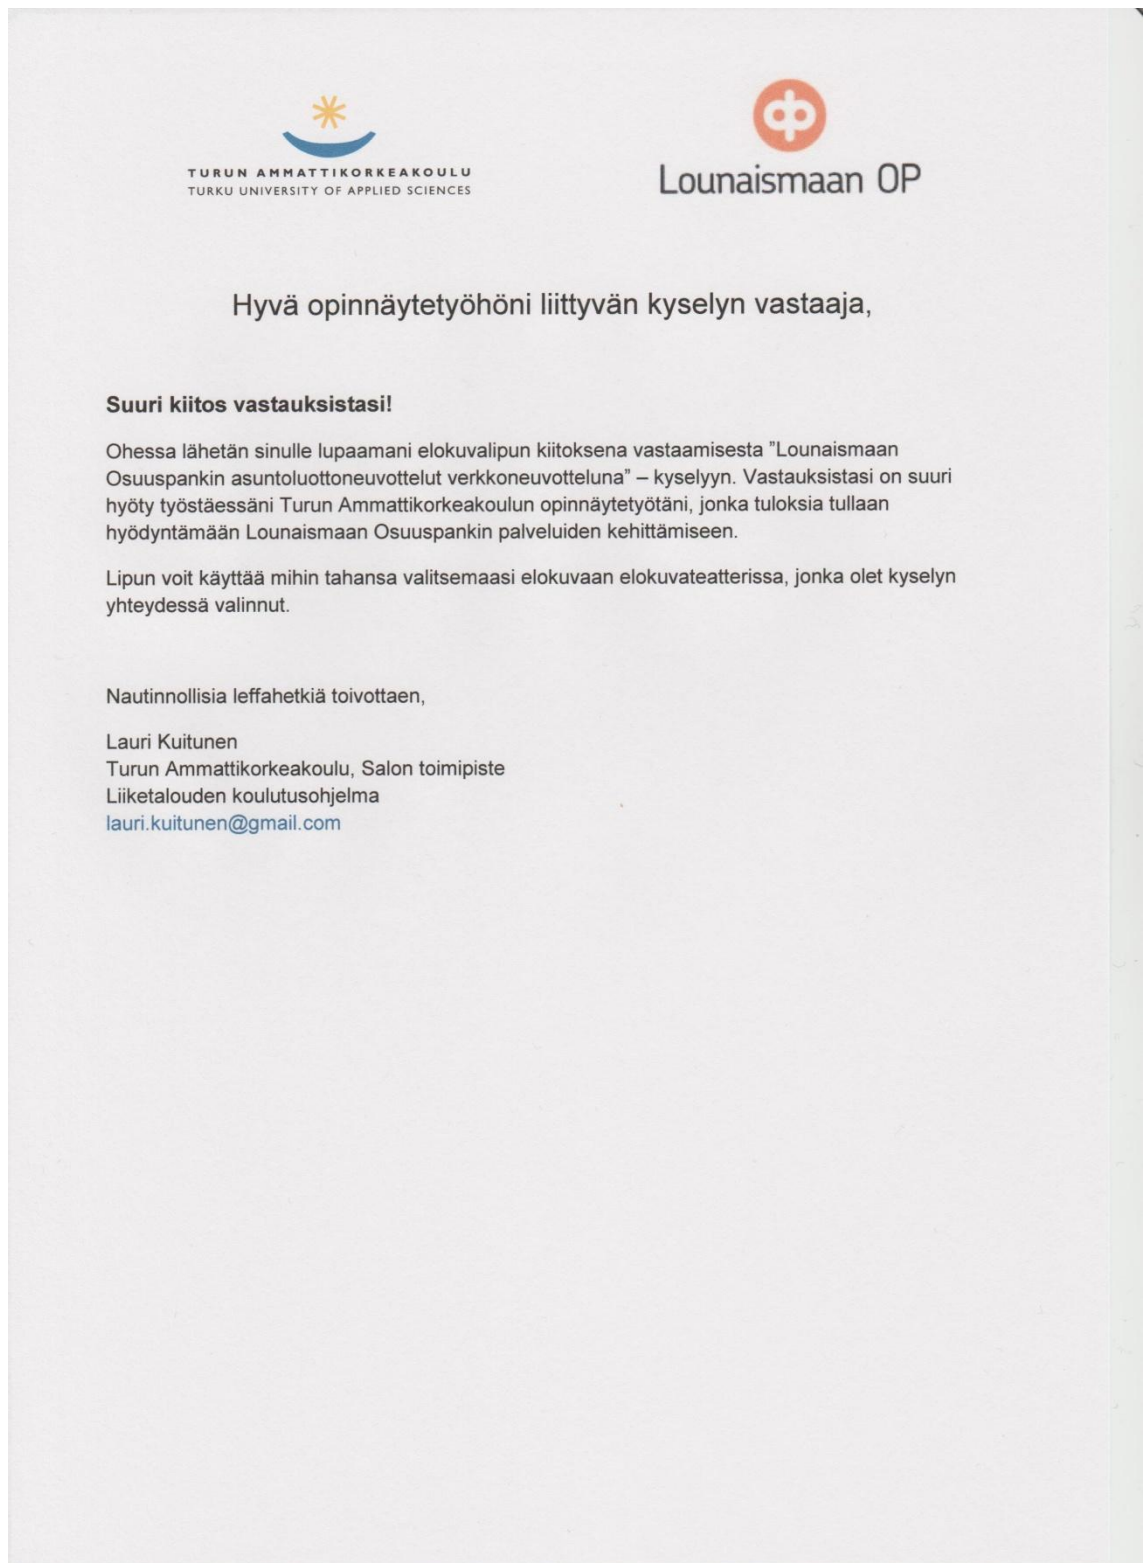 TURUN AMMATTIKORKEAKOULU
TURKU UNIVERSITY OF APPLIED SCIENCES
Lounaismaan OP
Hyvä opinnäytetyöhöni liittyvän kyselyn vastaaja,
Suuri kiitos vastauksistasi!
Ohessa lähetän sinulle lupaamani elokuvalipun kiitoksena vastaamisesta ”Lounaismaan
Osuuspankin asuntoluottoneuvottelut verkkoneuvotteluna” – kyselyyn. Vastauksistasi on suuri
hyöty työstäessäni Turun Ammattikorkeakoulun opinnäytetyötäni, jonka tuloksia tullaan
hyödyntämään Lounaismaan Osuuspankin palveluiden kehittämiseen.
Lipun voit käyttää mihin tahansa valitsemaasi elokuvaan elokuvateatterissa, jonka olet kyselyn
yhteydessä valinnut.
Nautinnollisia leffahetkiä toivottaen,
Lauri Kuitunen
Turun Ammattikorkeakoulu, Salon toimipiste
Liiketalouden koulutusohjelma
lauri.kuitunen@gmail.com